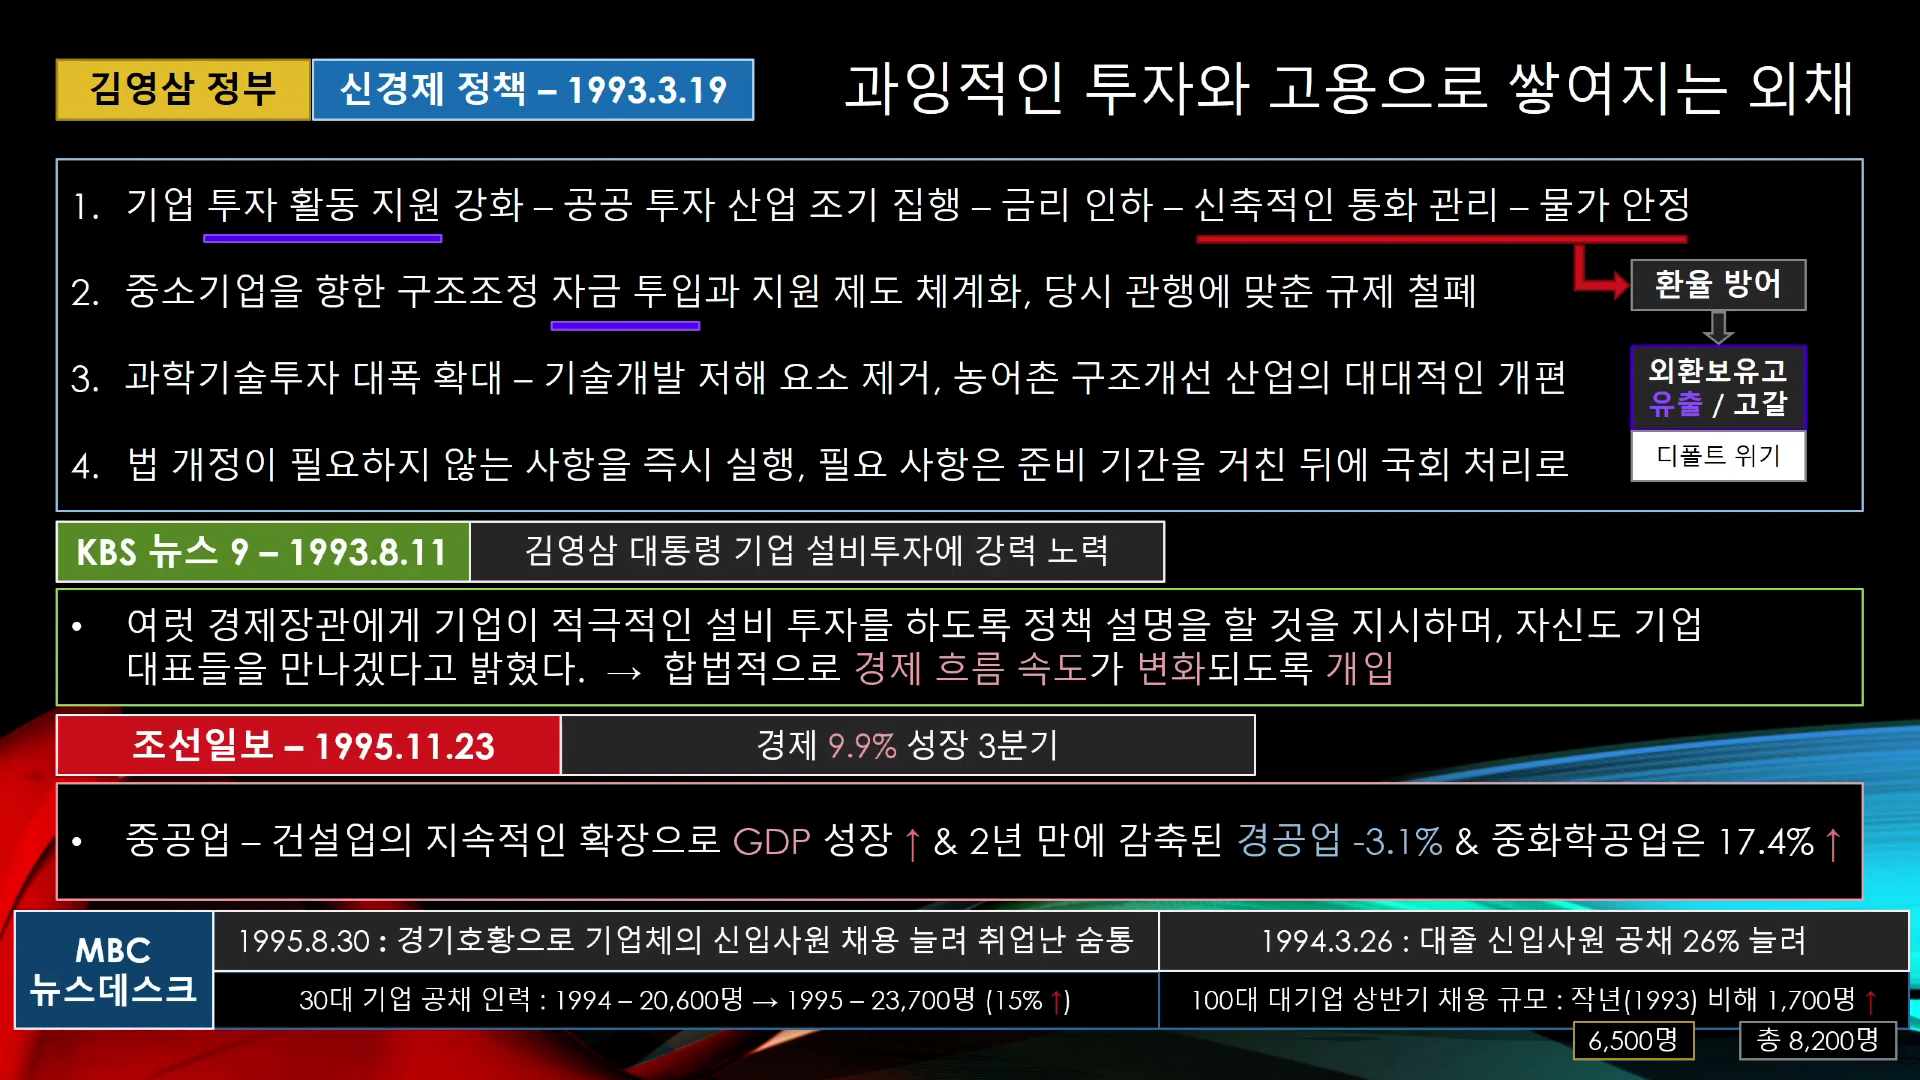 김영삼 정부
신경제 정책 – 1993.3.19
과잉적인 투자와 고용으로 쌓여지는 외채
1. 기업 투자 활동 지원 강화 – 공공 투자 산업 조기 집행 – 금리 인하 – 신축적인 통화 관리 – 물가 안정
2. 중소기업을 향한 구조조정 자금 투입과 지원 제도 체계화, 당시 관행에 맞춘 규제 철폐
3. 과학기술투자 대폭 확대 – 기술개발 저해 요소 제거, 농어촌 구조개선 산업의 대대적인 개편
4. 법 개정이 필요하지 않는 사항을 즉시 실행, 필요 사항은 준비 기간을 거친 뒤에 국회 처리로
환율 방어
외환보유고
유출 / 고갈
디폴트 위기
KBS 뉴스 9 – 1993.8.11
김영삼 대통령 기업 설비투자에 강력 노력
• 여럿 경제장관에게 기업이 적극적인 설비 투자를 하도록 정책 설명을 할 것을 지시하며, 자신도 기업
대표들을 만나겠다고 밝혔다. → 합법적으로 경제 흐름 속도가 변화되도록 개입
조선일보 – 1995.11.23
경제 9.9% 성장 3분기
• 중공업 – 건설업의 지속적인 확장으로 GDP 성장 ↑ & 2년 만에 감축된 경공업 -3.1% & 중화학공업은 17.4% ↑
MBC
뉴스데스크
1995.8.30 : 경기호황으로 기업체의 신입사원 채용 늘려 취업난 숨통
1994.3.26 : 대졸 신입사원 공채 26% 늘려
30대 기업 공채 인력 : 1994 – 20,600명 → 1995 – 23,700명 (15% ↑)
100대 대기업 상반기 채용 규모 : 작년(1993) 비해 1,700명 ↑
6,500명
총 8,200명